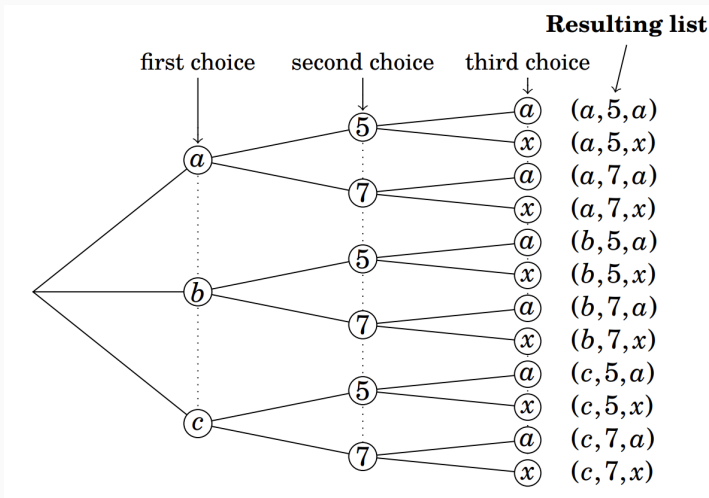 Resulting list
first choice second choice third choice
a (a,5,a)
5
x (a,5,x)
a
a (a,7,a)
7
x (a,7,x)
a (b,5,a)
5
x (b,5,x)
b
a (b,7,a)
7
x (b,7,x)
a (c,5,a)
5
x (c,5,x)
c
a (c,7,a)
7
x (c,7,x)